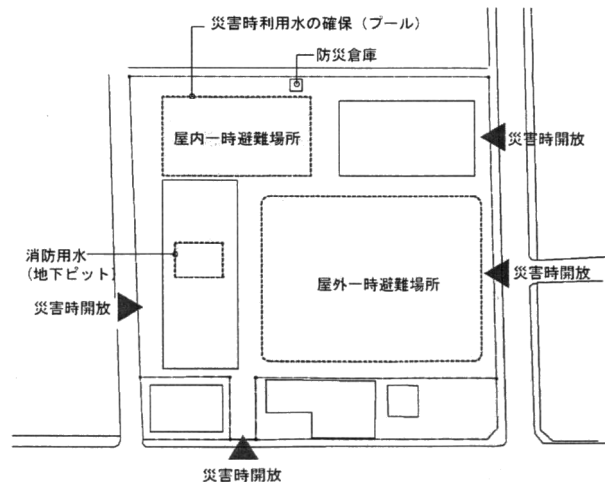 災害時利用水の確保（プール）
防災倉庫
屋内一時避難場所
災害時開放
消防用水
（地下ピット）
屋外一時避難場所
災害時開放
災害時開放
災害時開放